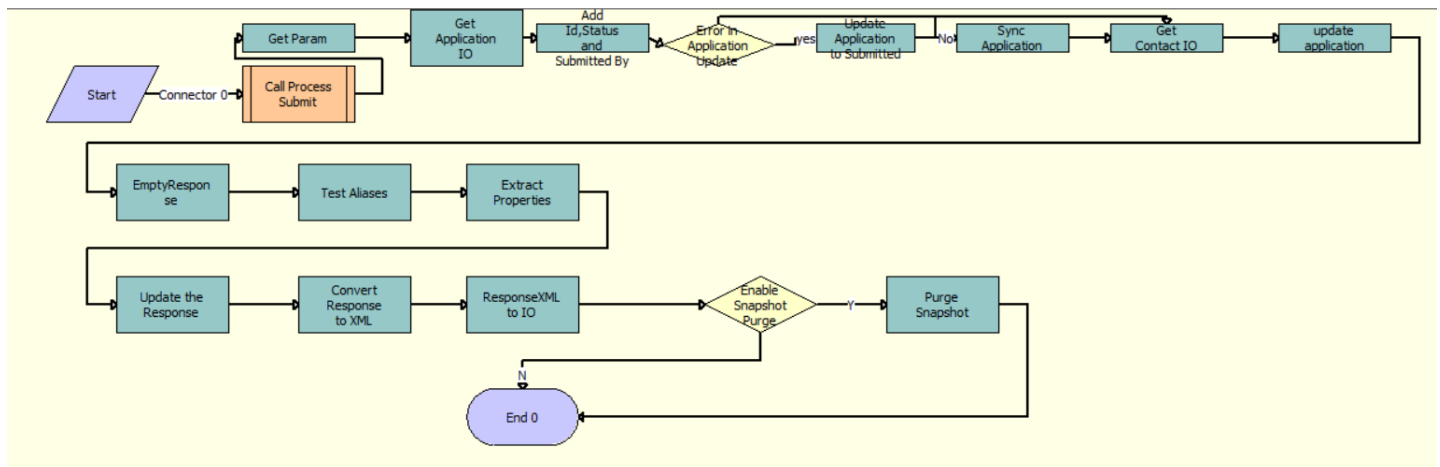 Get Param
Get
Application
IO
Add
Id,Status
and
Submitted By
Error in
Application
Update
yes
Update
Application
to Submitted
No
Sync
Application
Get
Contact IO
update
application
Start
Connector 0
Call Process
Submit
EmptyRespon
se
Test Aliases
Extract
Properties
Update the
Response
Convert
Response
to XML
ResponseXML
to IO
Enable
Snapshot
Purge
Y
Purge
Snapshot
N
End 0